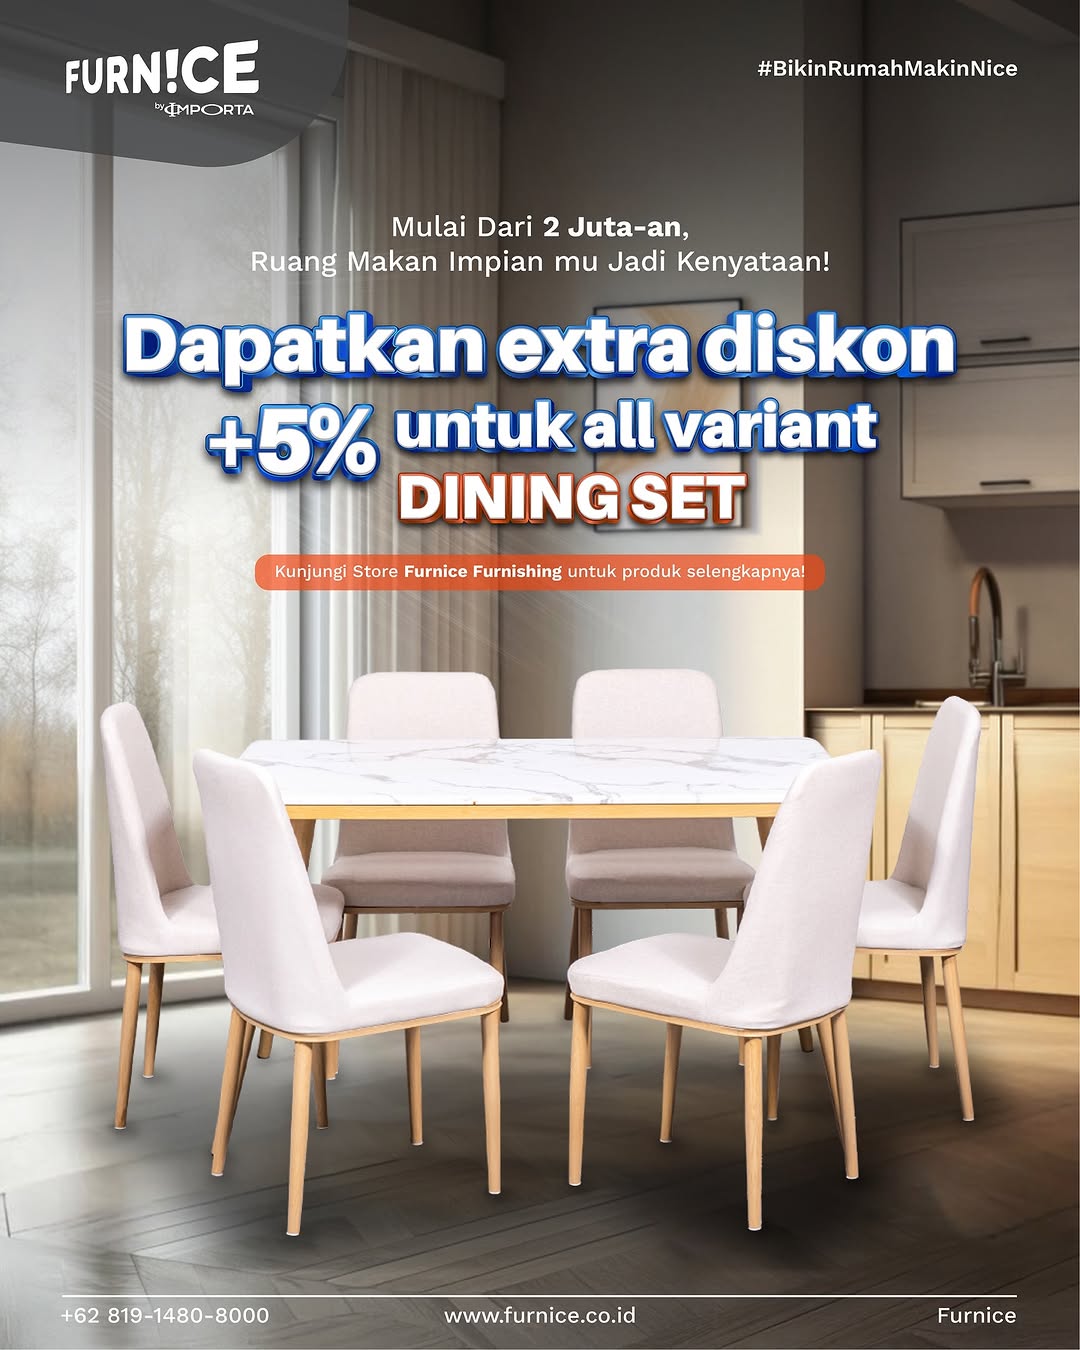 FURN!CE
by IMPORTA
#BikinRumahMakinNice
Mulai Dari 2 Juta-an,
Ruang Makan Impian mu Jadi Kenyataan!
Dapatkan extra diskon
+5% untuk all variant
DINING SET
Kunjungi Store Furnice Furnishing untuk produk selengkapnya!
+62 819-1480-8000
www.furnice.co.id
Furnice